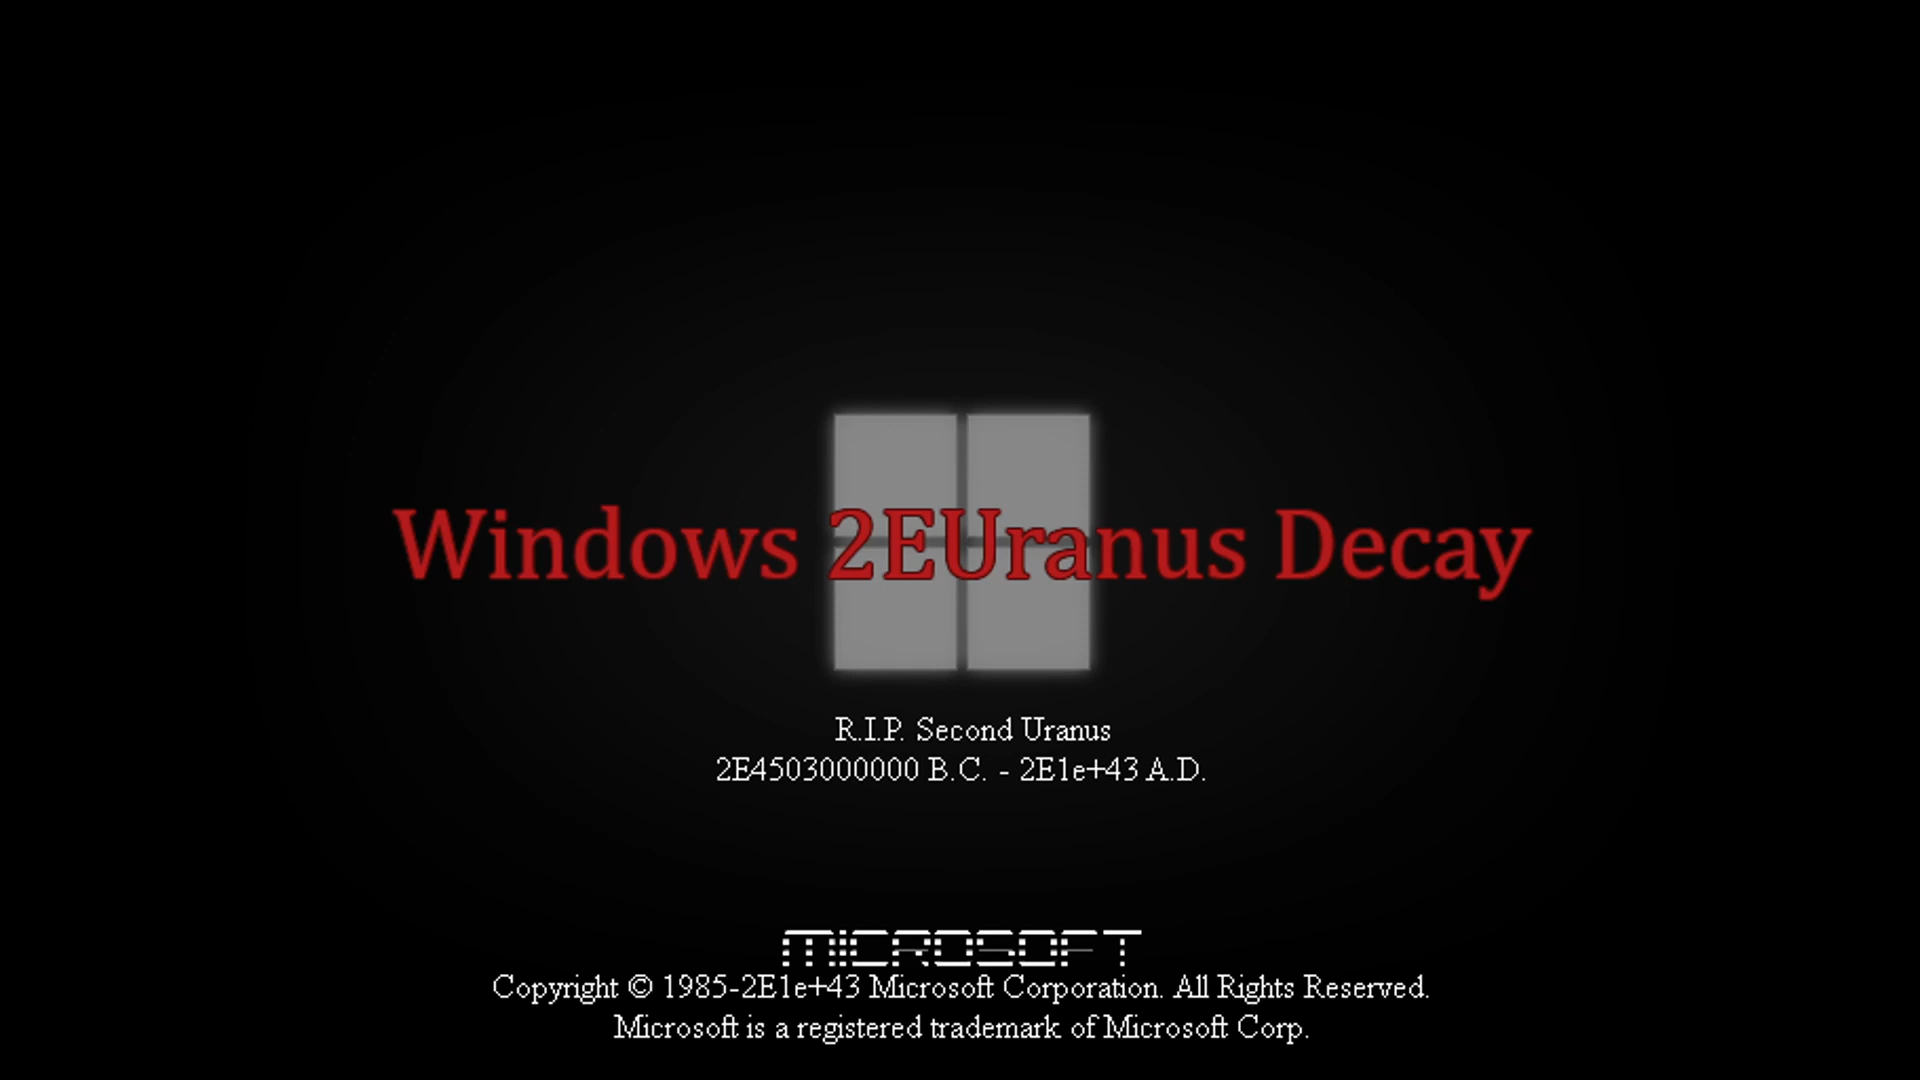 Windows 2EUranus Decay
R.I.P. Second Uranus
2E4503000000 B.C. - 2E1e+43 A.D.
MICROSOFT
Copyright © 1985-2E1e+43 Microsoft Corporation. All Rights Reserved.
Microsoft is a registered trademark of Microsoft Corp.